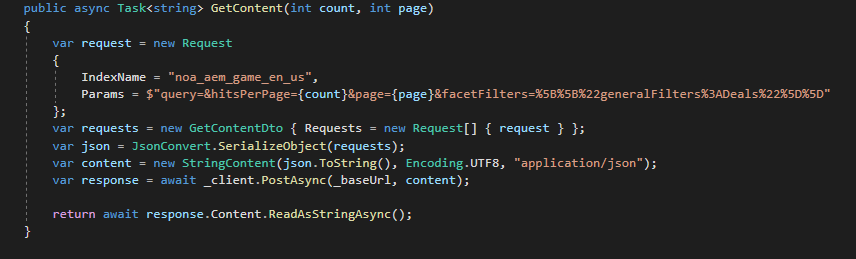 public async Task<string> GetContent(int count, int page)
{
var request = new Request
{
IndexName = "noa_aem_game_en_us",
Params = $"query=&hitsPerPage={count}&page={page}&facetFilters=%5B%5B%22generalFilters%3ADeals%22%5D%5D"
};
var requests = new GetContentDto { Requests = new Request[] { request } };
var json = JsonConvert.SerializeObject(requests);
var content = new StringContent(json.ToString(), Encoding.UTF8, "application/json");
var response = await _client.PostAsync(_baseUrl, content);
return await response.Content.ReadAsStringAsync();
}